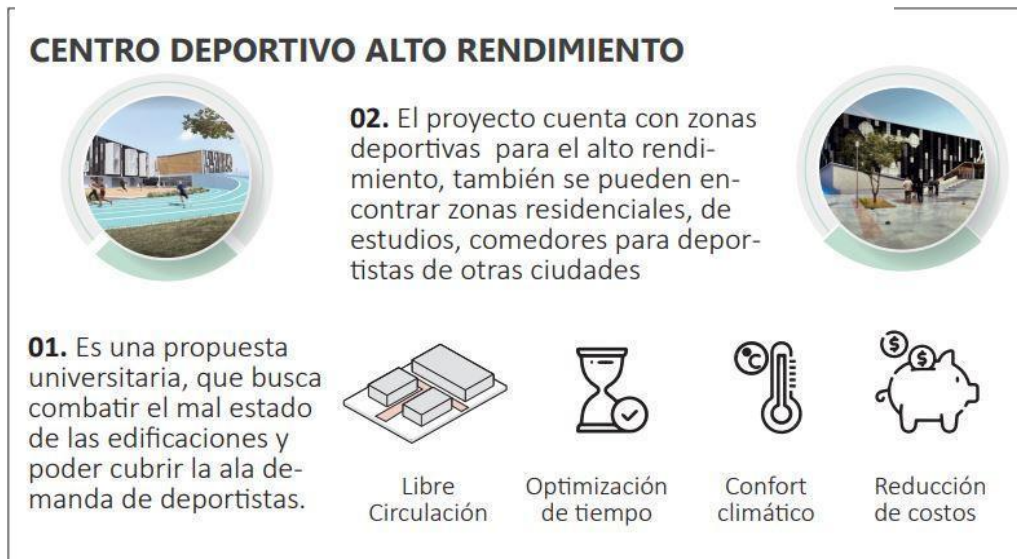 CENTRO DEPORTIVO ALTO RENDIMIENTO
02. El proyecto cuenta con zonas
deportivas para el alto rendi-
miento, también se pueden en-
contrar zonas residenciales, de
estudios, comedores para depor-
tistas de otras ciudades
01. Es una propuesta
universitaria, que busca
combatir el mal estado
de las edificaciones y
poder cubrir la ala de-
manda de deportistas.
°C
$
$
Libre
Circulación
Optimización
de tiempo
Confort
climático
Reducción
de costos